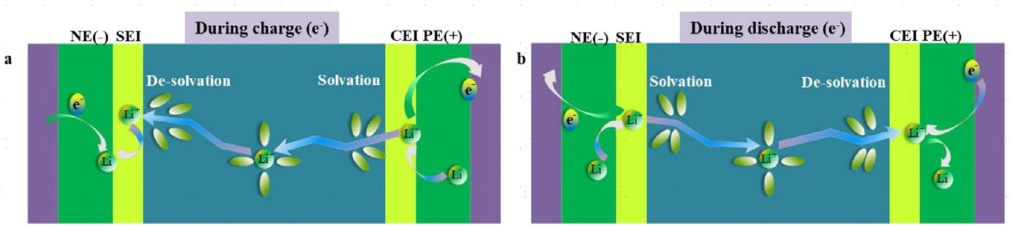 During charge (e⁻)
NE(-) SEI
CEI PE(+)
a
De-solvation
Solvation
e⁻
e⁻
Li⁺
Li⁺
Li
Li⁺
Li
During discharge (e⁻)
NE(-) SEI
CEI PE(+)
b
Solvation
De-solvation
e⁻
e⁻
Li⁺
Li⁺
Li
Li⁺
Li